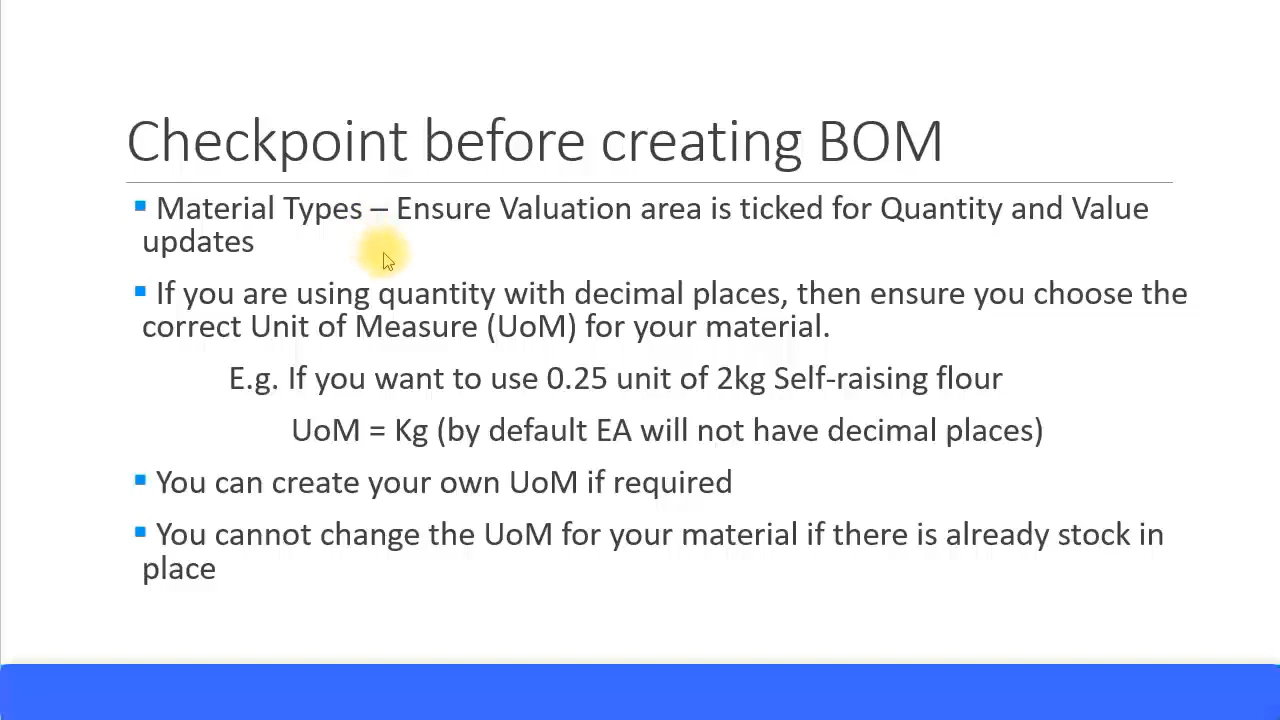 Checkpoint before creating BOM
Material Types – Ensure Valuation area is ticked for Quantity and Value
updates
If you are using quantity with decimal places, then ensure you choose the
correct Unit of Measure (UoM) for your material.
E.g. If you want to use 0.25 unit of 2kg Self-raising flour
UoM = Kg (by default EA will not have decimal places)
You can create your own UoM if required
You cannot change the UoM for your material if there is already stock in
place